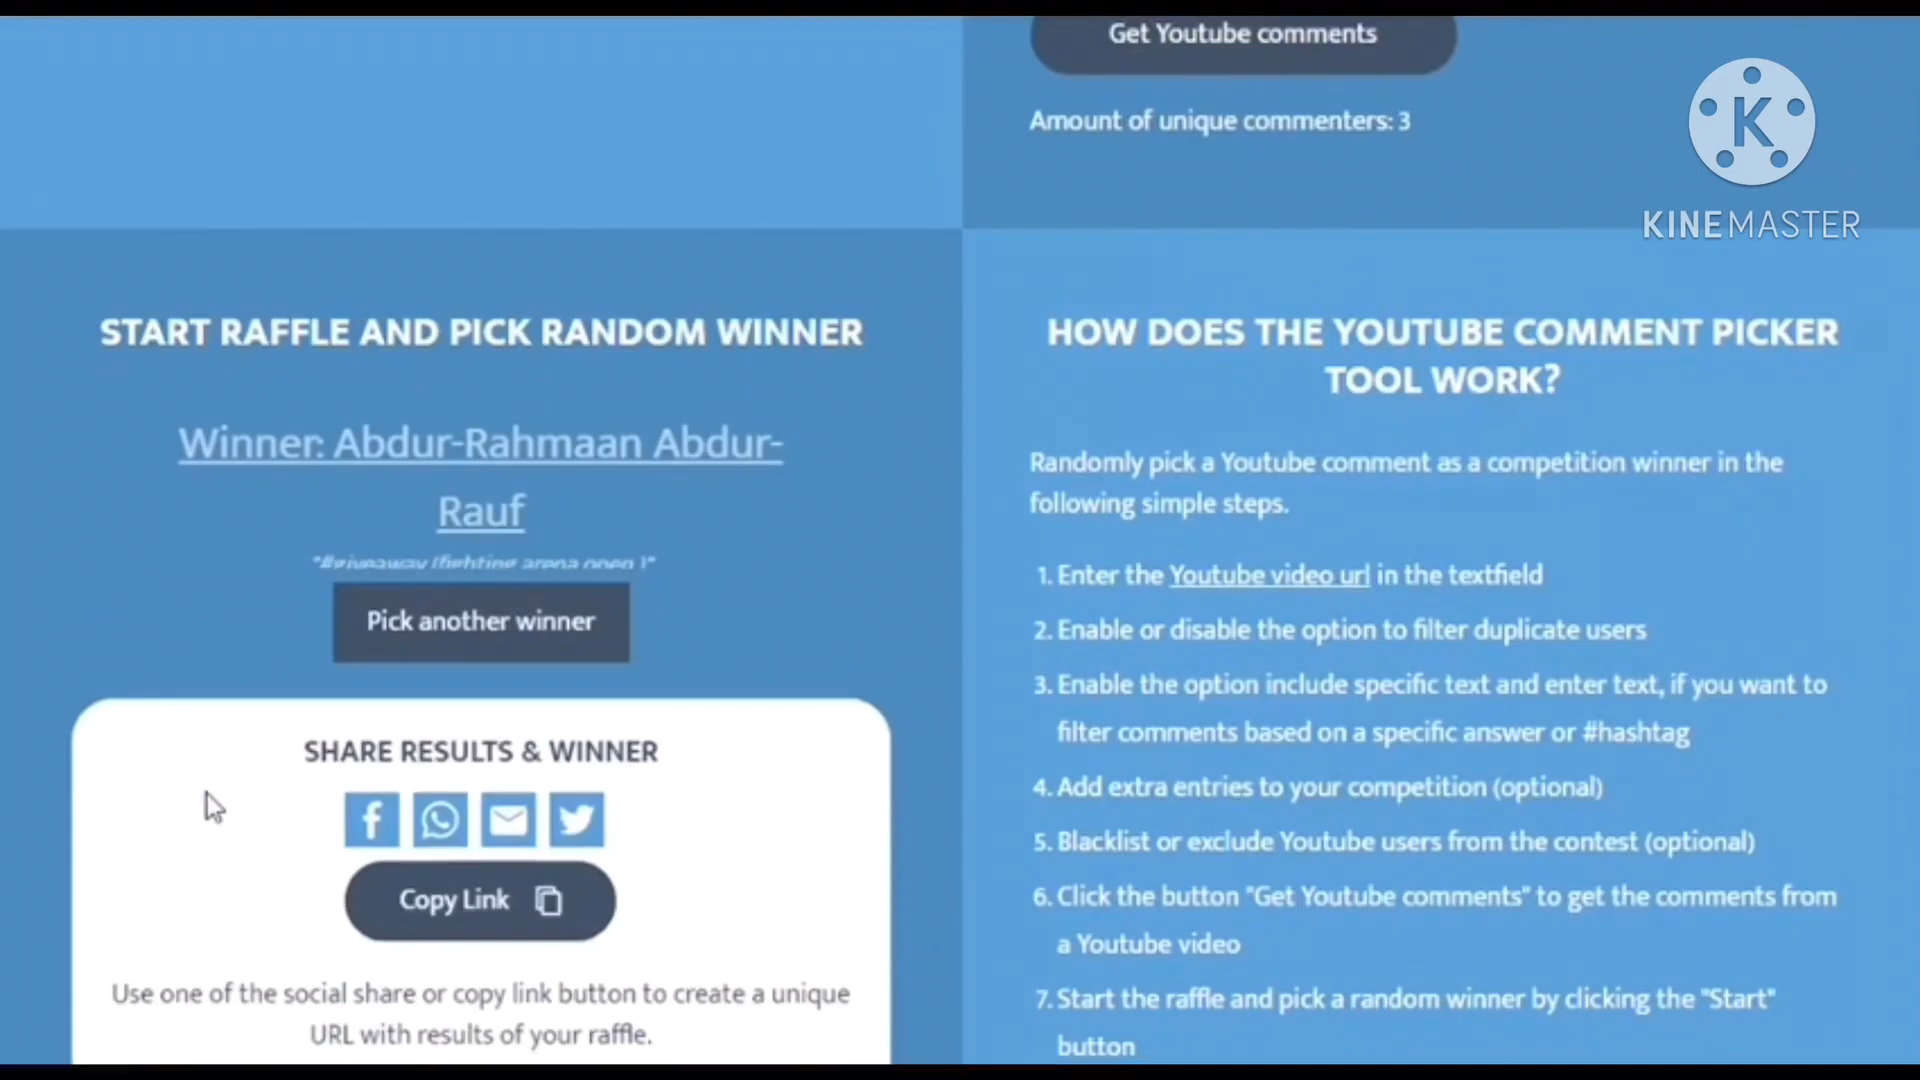 Get Youtube comments
Amount of unique commenters: 3
K
KINEMASTER
START RAFFLE AND PICK RANDOM WINNER
Winner: Abdur-Rahmaan Abdur-
Rauf
"#giveaway (fighting arena open )"
Pick another winner
SHARE RESULTS & WINNER
Copy Link
Use one of the social share or copy link button to create a unique
URL with results of your raffle.
HOW DOES THE YOUTUBE COMMENT PICKER
TOOL WORK?
Randomly pick a Youtube comment as a competition winner in the
following simple steps.
1. Enter the Youtube video url in the textfield
2. Enable or disable the option to filter duplicate users
3. Enable the option include specific text and enter text, if you want to
filter comments based on a specific answer or #hashtag
4. Add extra entries to your competition (optional)
5. Blacklist or exclude Youtube users from the contest (optional)
6. Click the button "Get Youtube comments" to get the comments from
a Youtube video
7. Start the raffle and pick a random winner by clicking the "Start"
button